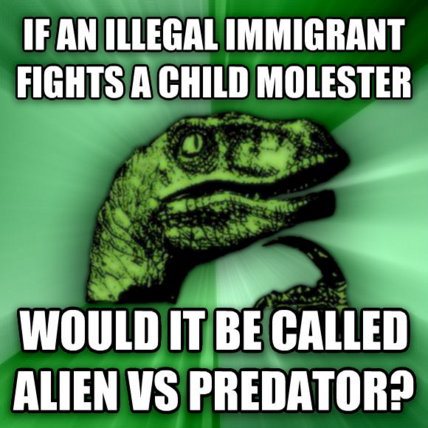 IF AN ILLEGAL IMMIGRANT
FIGHTS A CHILD MOLESTER
WOULD IT BE CALLED
ALIEN VS PREDATOR?